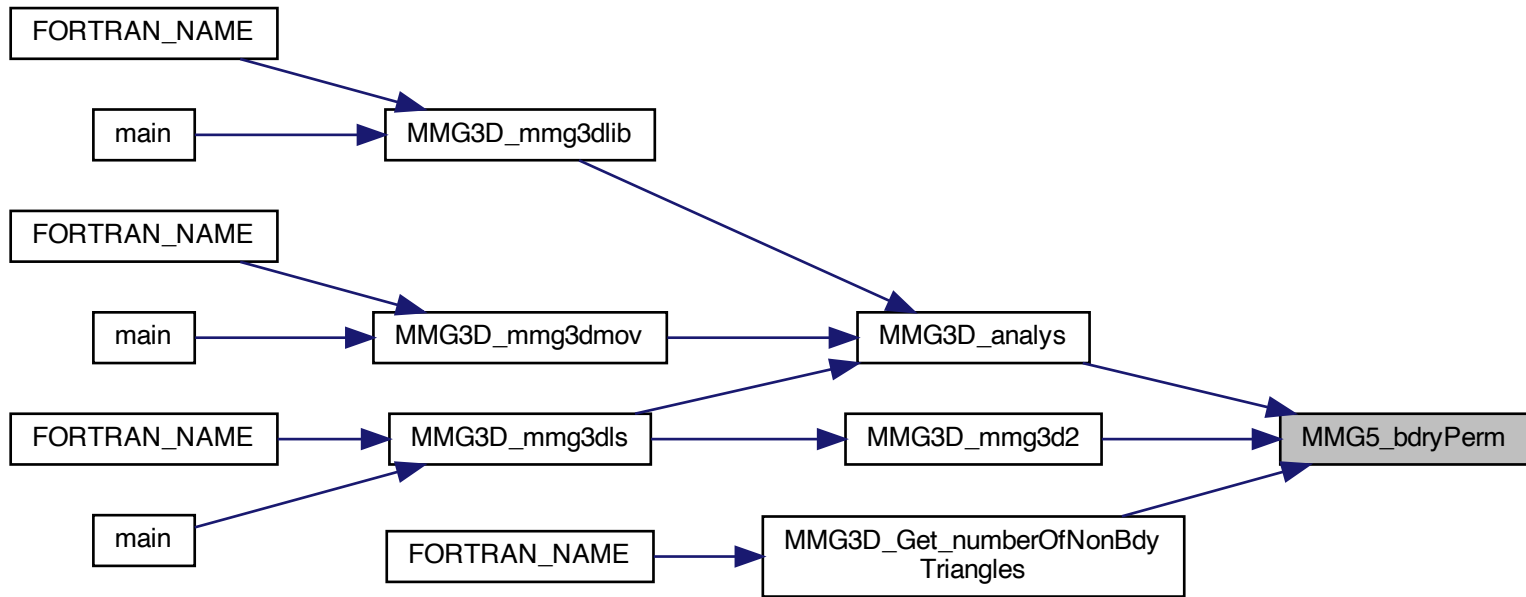 FORTRAN_NAME
main
MMG3D_mmg3dlib
FORTRAN_NAME
main
MMG3D_mmg3dmov
MMG3D_analys
FORTRAN_NAME
MMG3D_mmg3dls
MMG3D_mmg3d2
MMG5_bdryPerm
main
FORTRAN_NAME
MMG3D_Get_numberOfNonBdy
Triangles